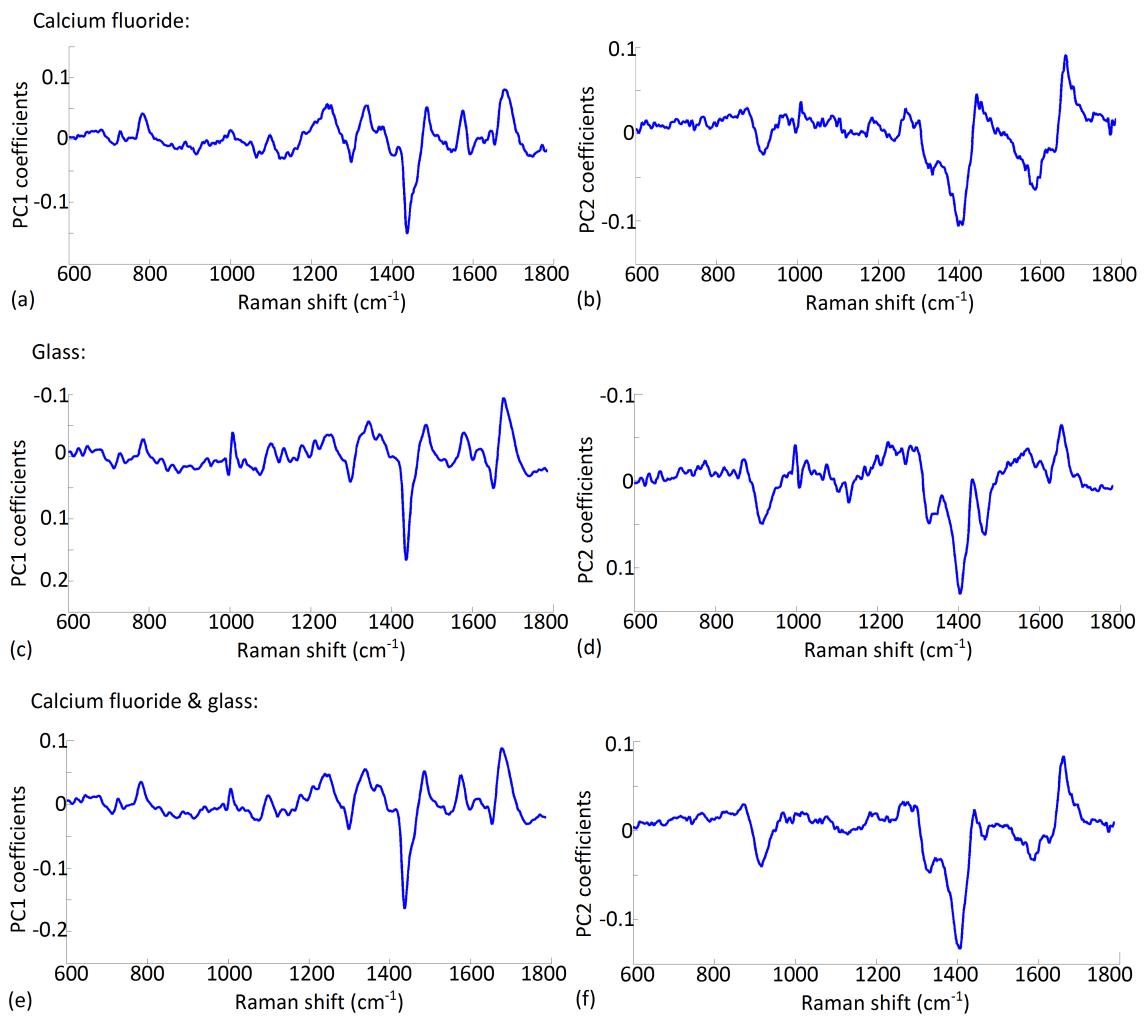 Calcium fluoride:
0.1
0
-0.1
PC1 coefficients
600 800 1000 1200 1400 1600 1800
Raman shift (cm-1)
(a)
0.1
0
-0.1
PC2 coefficients
600 800 1000 1200 1400 1600 1800
Raman shift (cm-1)
(b)
Glass:
-0.1
0
0.1
0.2
PC1 coefficients
600 800 1000 1200 1400 1600 1800
Raman shift (cm-1)
(c)
-0.1
0
0.1
PC2 coefficients
600 800 1000 1200 1400 1600 1800
Raman shift (cm-1)
(d)
Calcium fluoride & glass:
0.1
0
-0.1
-0.2
PC1 coefficients
600 800 1000 1200 1400 1600 1800
Raman shift (cm-1)
(e)
0.1
0
-0.1
PC2 coefficients
600 800 1000 1200 1400 1600 1800
Raman shift (cm-1)
(f)